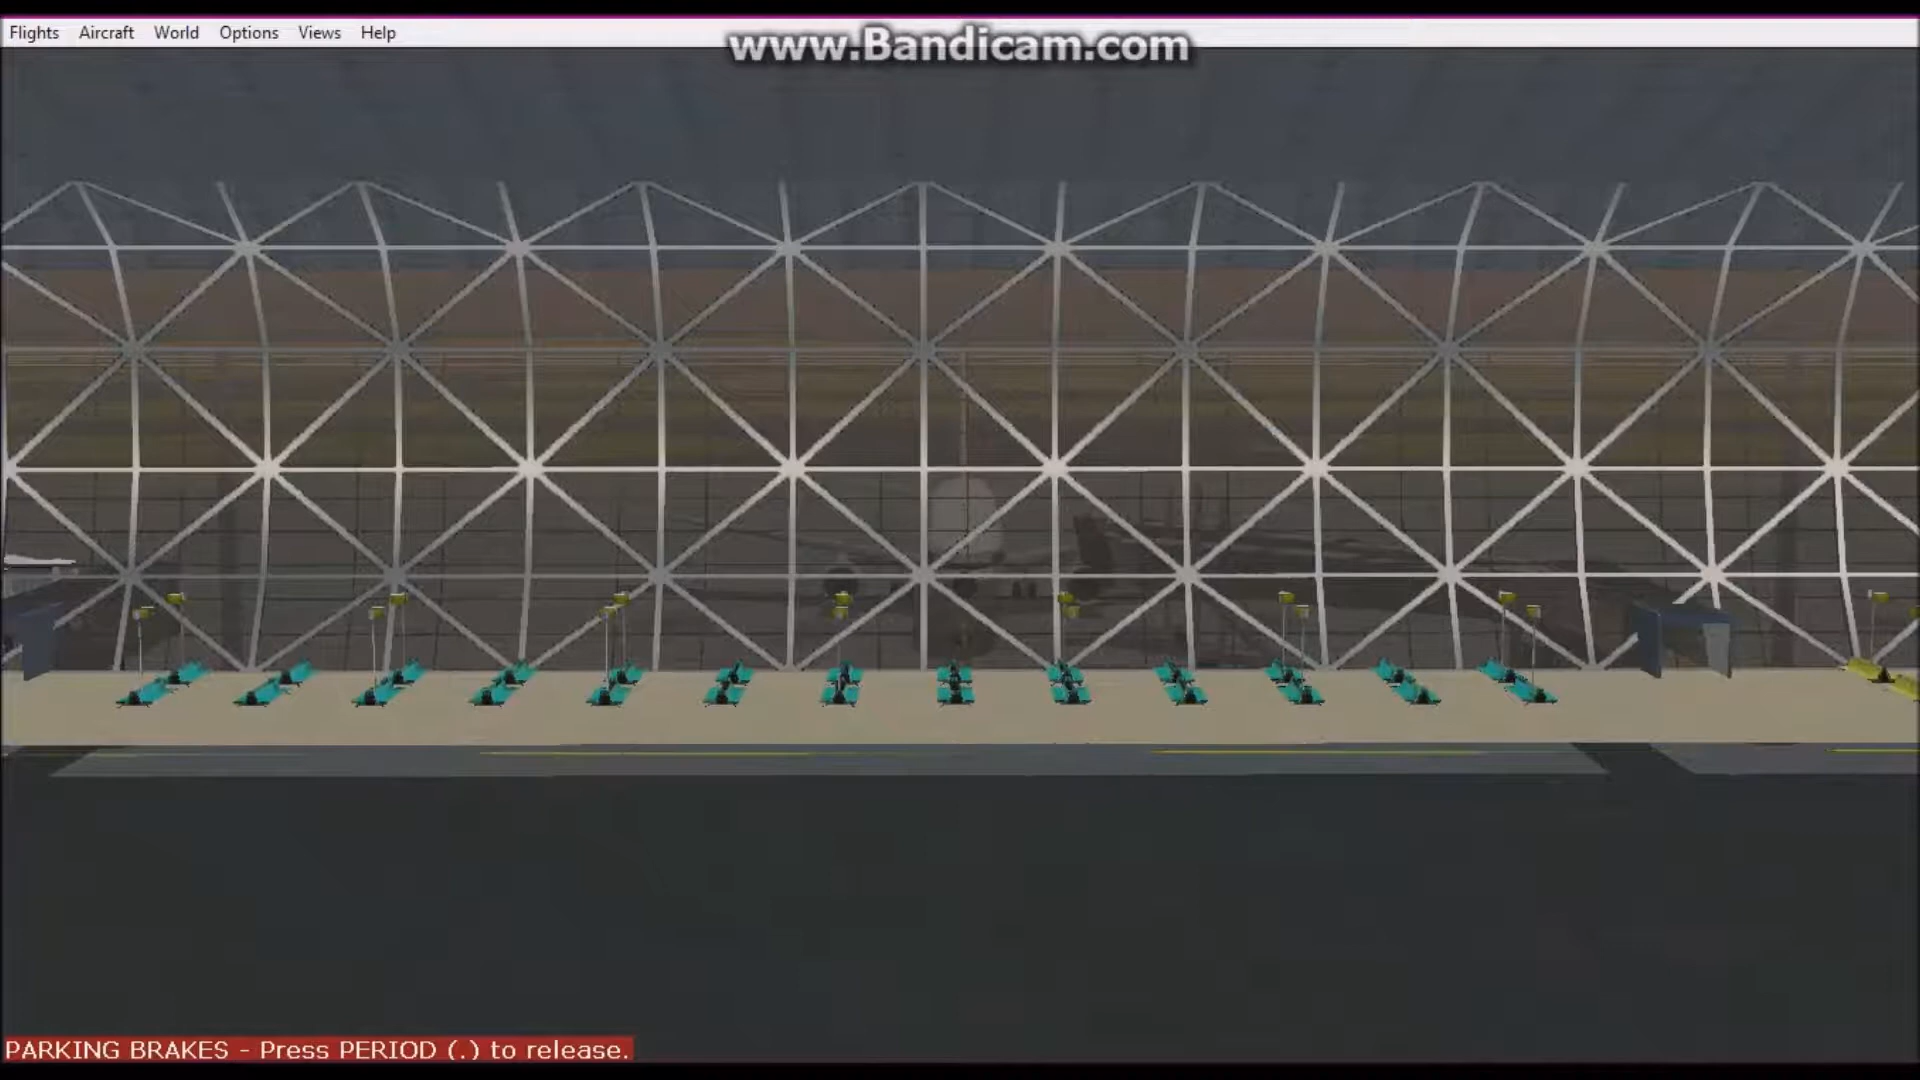 Flights Aircraft World Options Views Help
www.Bandicam.com
PARKING BRAKES - Press PERIOD (.) to release.